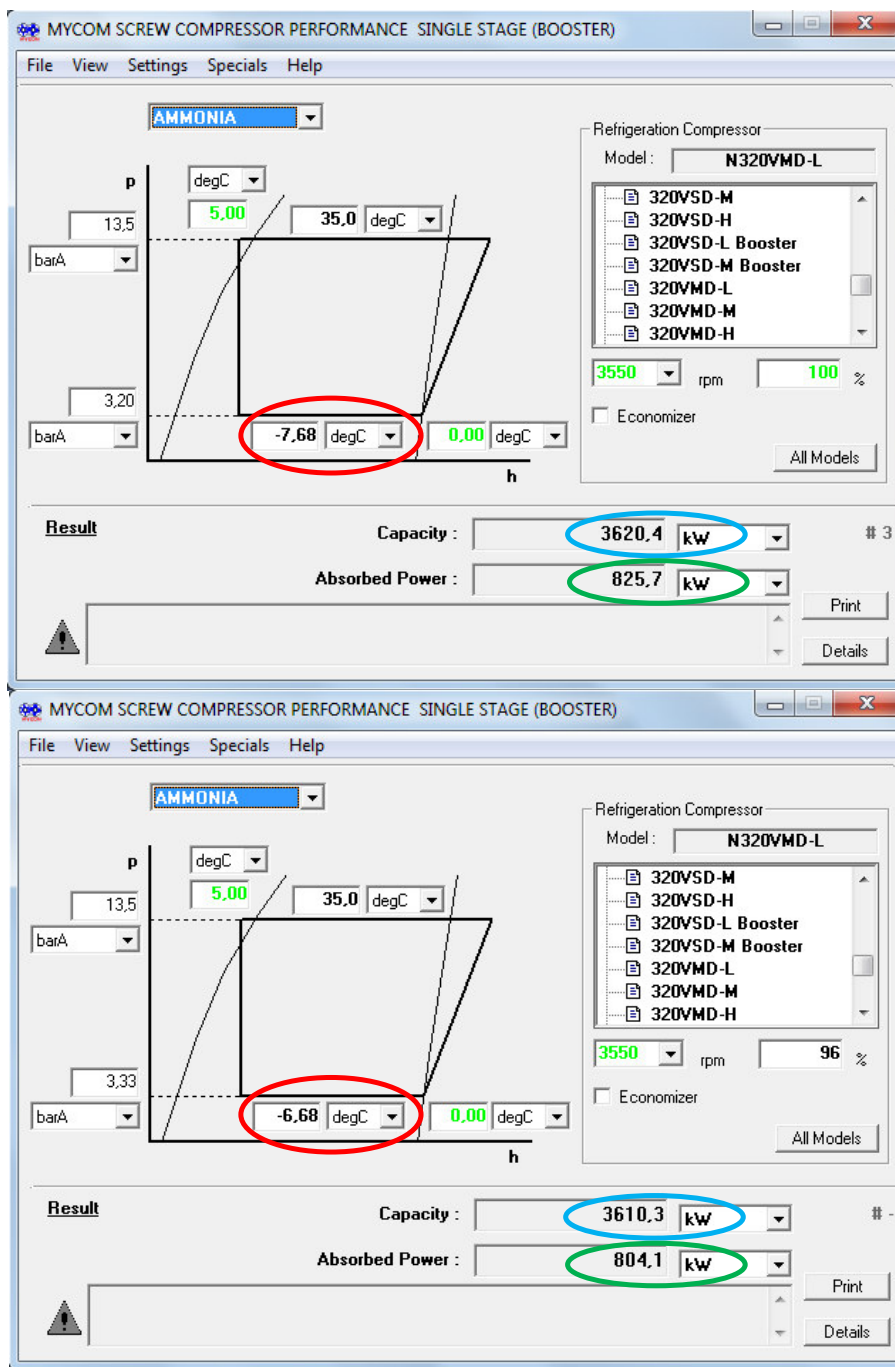 MYCOM SCREW COMPRESSOR PERFORMANCE SINGLE STAGE (BOOSTER)
File View Settings Specials Help
AMMONIA
Refrigeration Compressor
Model : N320VMD-L
p
degC
5,00
35,0 degC
13,5
barA
320VSD-M
320VSD-H
320VSD-L Booster
320VSD-M Booster
320VMD-L
320VMD-M
320VMD-H
3550 rpm 100 %
Economizer
All Models
3,20
barA
-7,68 degC
0,00 degC
h
Result
Capacity : 3620,4 kW # 3
Absorbed Power : 825,7 kW
Print
Details
MYCOM SCREW COMPRESSOR PERFORMANCE SINGLE STAGE (BOOSTER)
File View Settings Specials Help
AMMONIA
Refrigeration Compressor
Model : N320VMD-L
p
degC
5,00
35,0 degC
13,5
barA
320VSD-M
320VSD-H
320VSD-L Booster
320VSD-M Booster
320VMD-L
320VMD-M
320VMD-H
3550 rpm 96 %
Economizer
All Models
3,33
barA
-6,68 degC
0,00 degC
h
Result
Capacity : 3610,3 kW # -
Absorbed Power : 804,1 kW
Print
Details